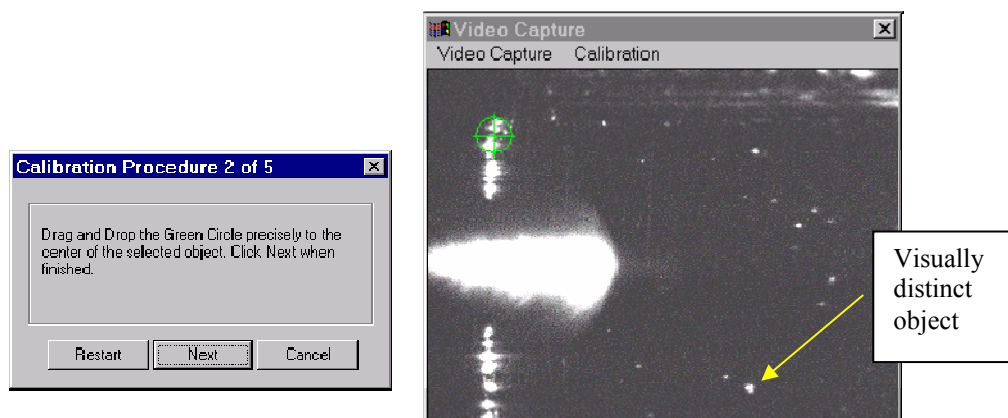 Video Capture
Video Capture Calibration
Calibration Procedure 2 of 5
Drag and Drop the Green Circle precisely to the
center of the selected object. Click Next when
finished.
Restart Next Cancel
Visually
distinct
object